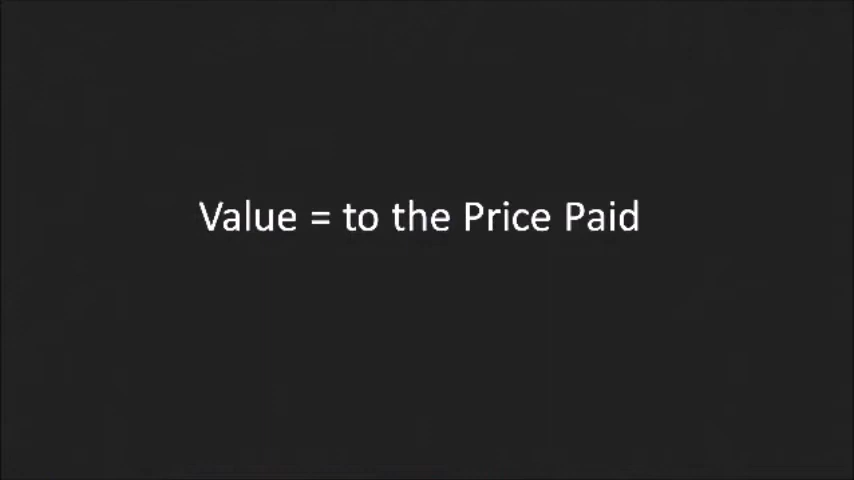 Value = to the Price Paid